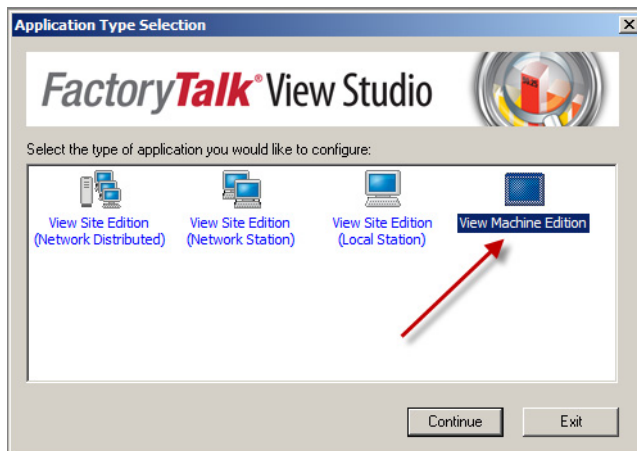 Application Type Selection
FactoryTalk® View Studio
Select the type of application you would like to configure:
View Site Edition
(Network Distributed)
View Site Edition
(Network Station)
View Site Edition
(Local Station)
View Machine Edition
Continue
Exit